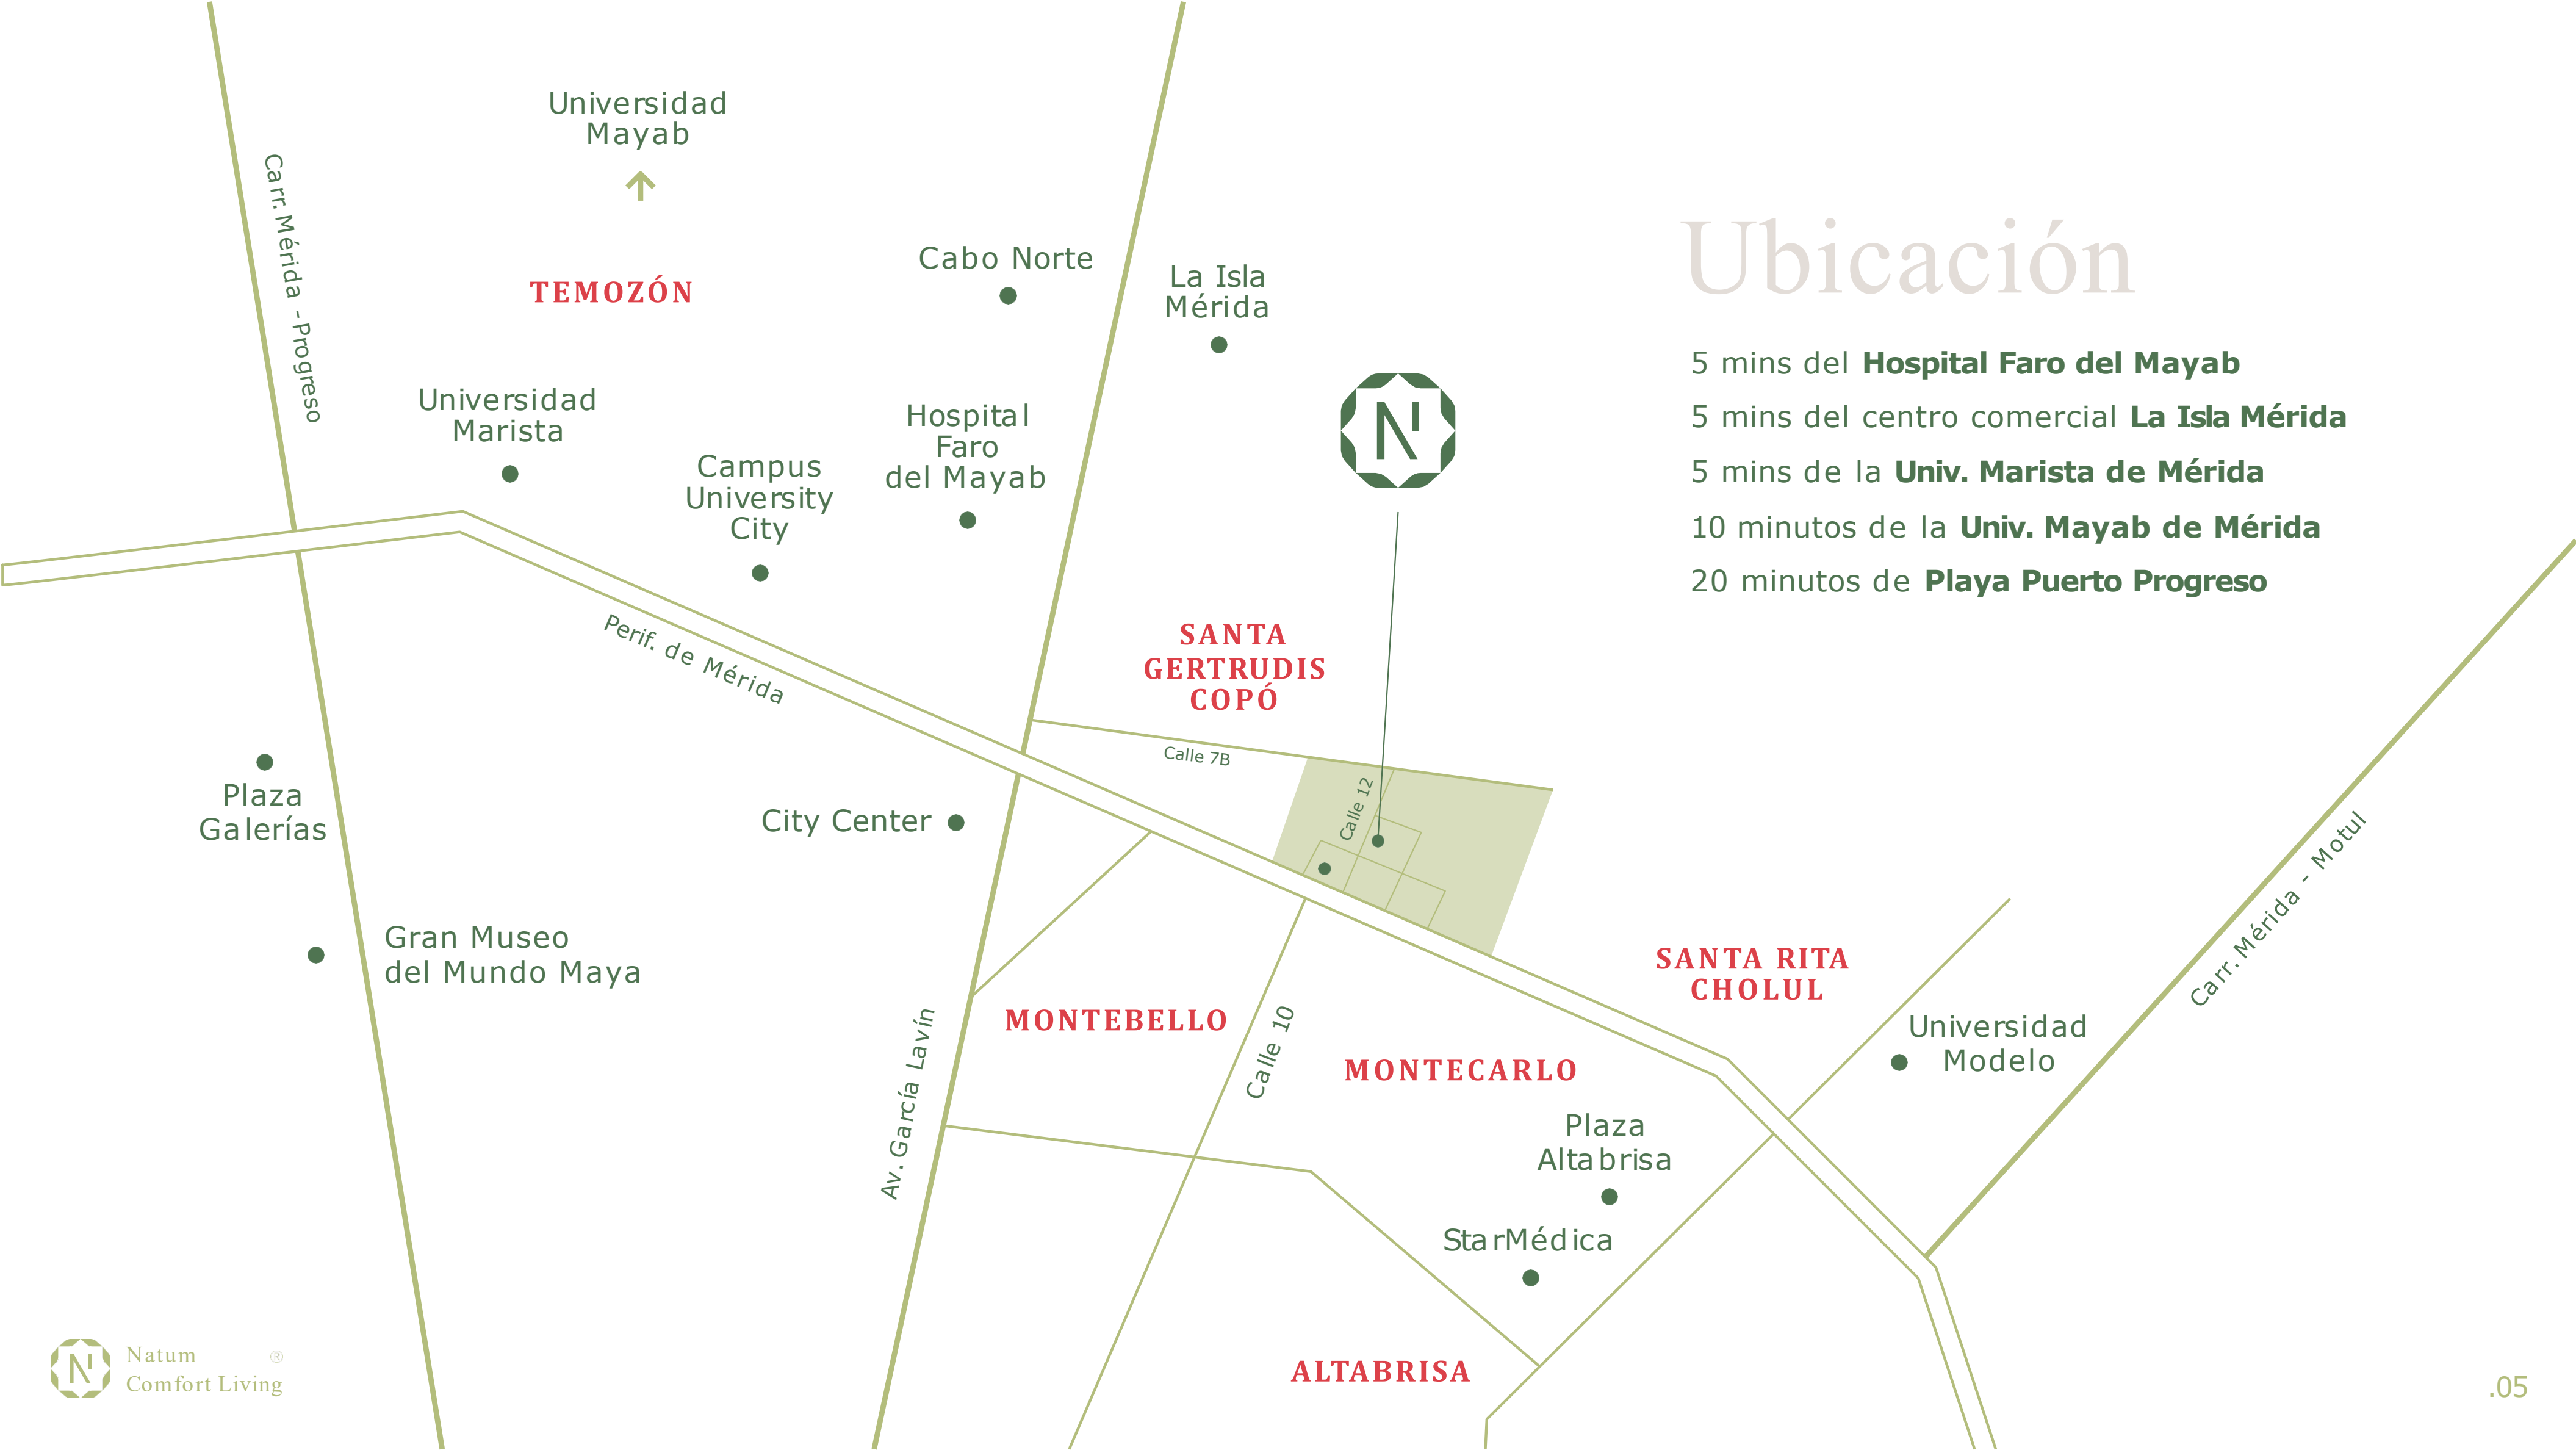 Universidad
Mayab
Carr. Mérida - Progreso
TEMOZÓN
Cabo Norte
La Isla
Mérida
Universidad
Marista
Campus
University
City
Hospital
Faro
del Mayab
N
Ubicación
5 mins del Hospital Faro del Mayab
5 mins del centro comercial La Isla Mérida
5 mins de la Univ. Marista de Mérida
10 minutos de la Univ. Mayab de Mérida
20 minutos de Playa Puerto Progreso
Perif. de Mérida
SANTA
GERTRUDIS
COPÓ
Calle 7B
Calle 12
Plaza
Galerías
City Center
Gran Museo
del Mundo Maya
Av. García Lavín
MONTEBELLO
Calle 10
MONTECARLO
SANTA RITA
CHOLUL
Universidad
Modelo
Carr. Mérida - Motul
Plaza
Altabrisa
StarMédica
ALTABRISA
N
Natum ®
Comfort Living
.05